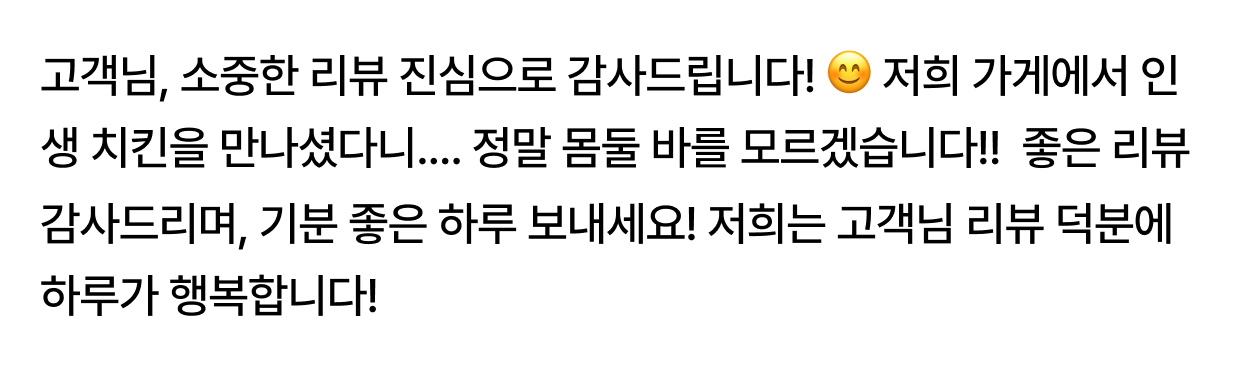 고객님, 소중한 리뷰 진심으로 감사드립니다! 😊 저희 가게에서 인
생 치킨을 만나셨다니.... 정말 몸둘 바를 모르겠습니다!!  좋은 리뷰
감사드리며, 기분 좋은 하루 보내세요! 저희는 고객님 리뷰 덕분에
하루가 행복합니다!